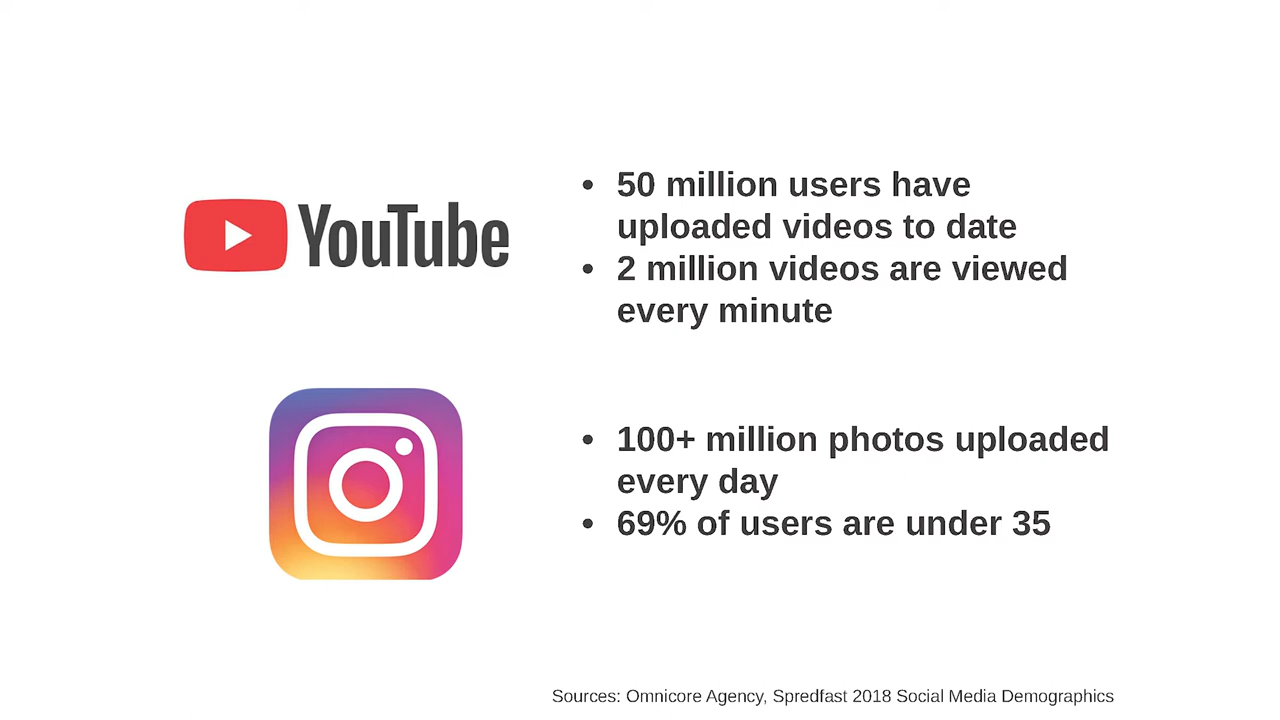 YouTube
• 50 million users have
uploaded videos to date
• 2 million videos are viewed
every minute
• 100+ million photos uploaded
every day
• 69% of users are under 35
Sources: Omnicore Agency, Spredfast 2018 Social Media Demographics